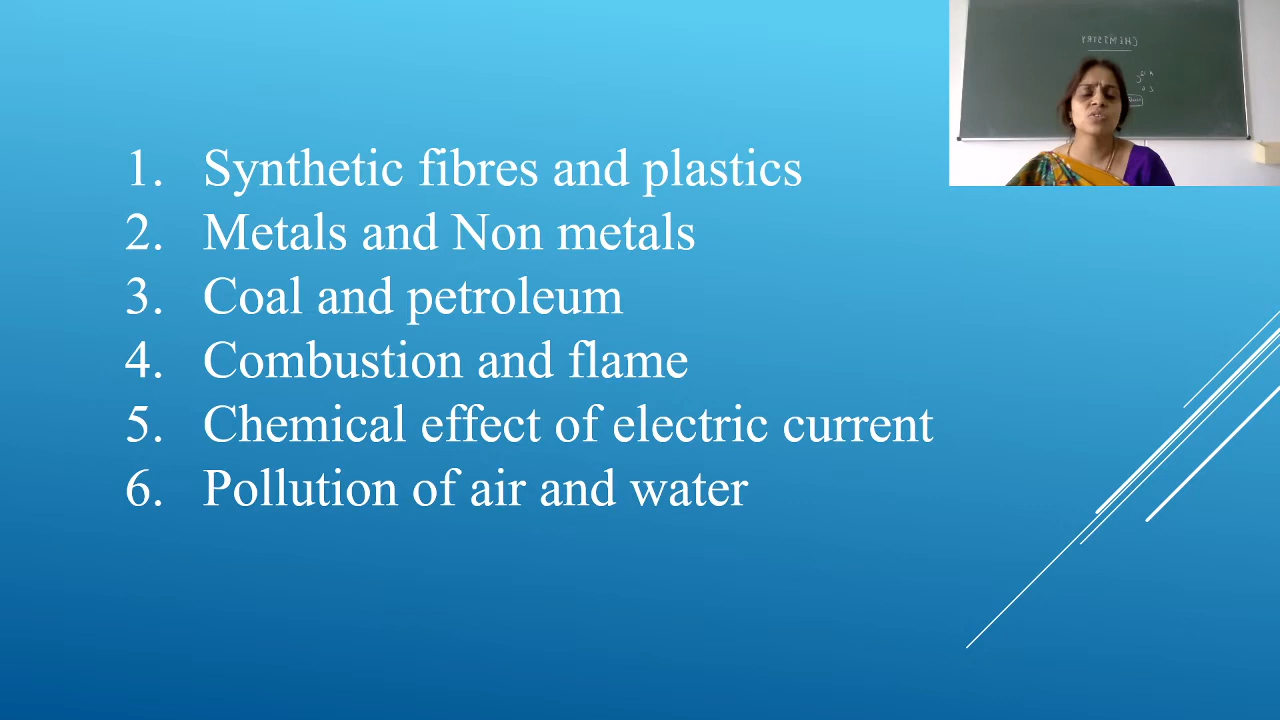 1. Synthetic fibres and plastics
2. Metals and Non metals
3. Coal and petroleum
4. Combustion and flame
5. Chemical effect of electric current
6. Pollution of air and water
CHEMISTRY